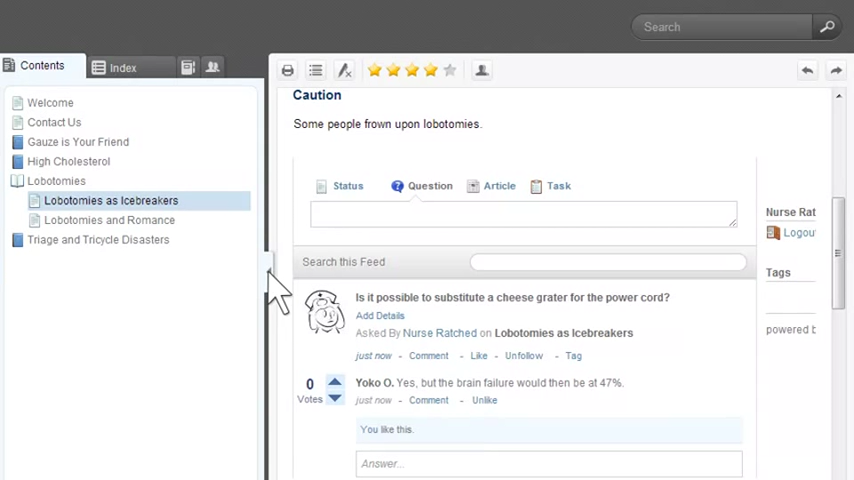 Search
Contents
Index
Welcome
Contact Us
Gauze is Your Friend
High Cholesterol
Lobotomies
Lobotomies as Icebreakers
Lobotomies and Romance
Triage and Tricycle Disasters
Caution
Some people frown upon lobotomies.
Status Question Article Task
Nurse Rat
Logou
Search this Feed
Tags
Is it possible to substitute a cheese grater for the power cord?
Add Details
Asked By Nurse Ratched on Lobotomies as Icebreakers
powered b
just now - Comment - Like - Unfollow - Tag
0
Votes
Yoko O. Yes, but the brain failure would then be at 47%.
just now - Comment - Unlike
You like this.
Answer...